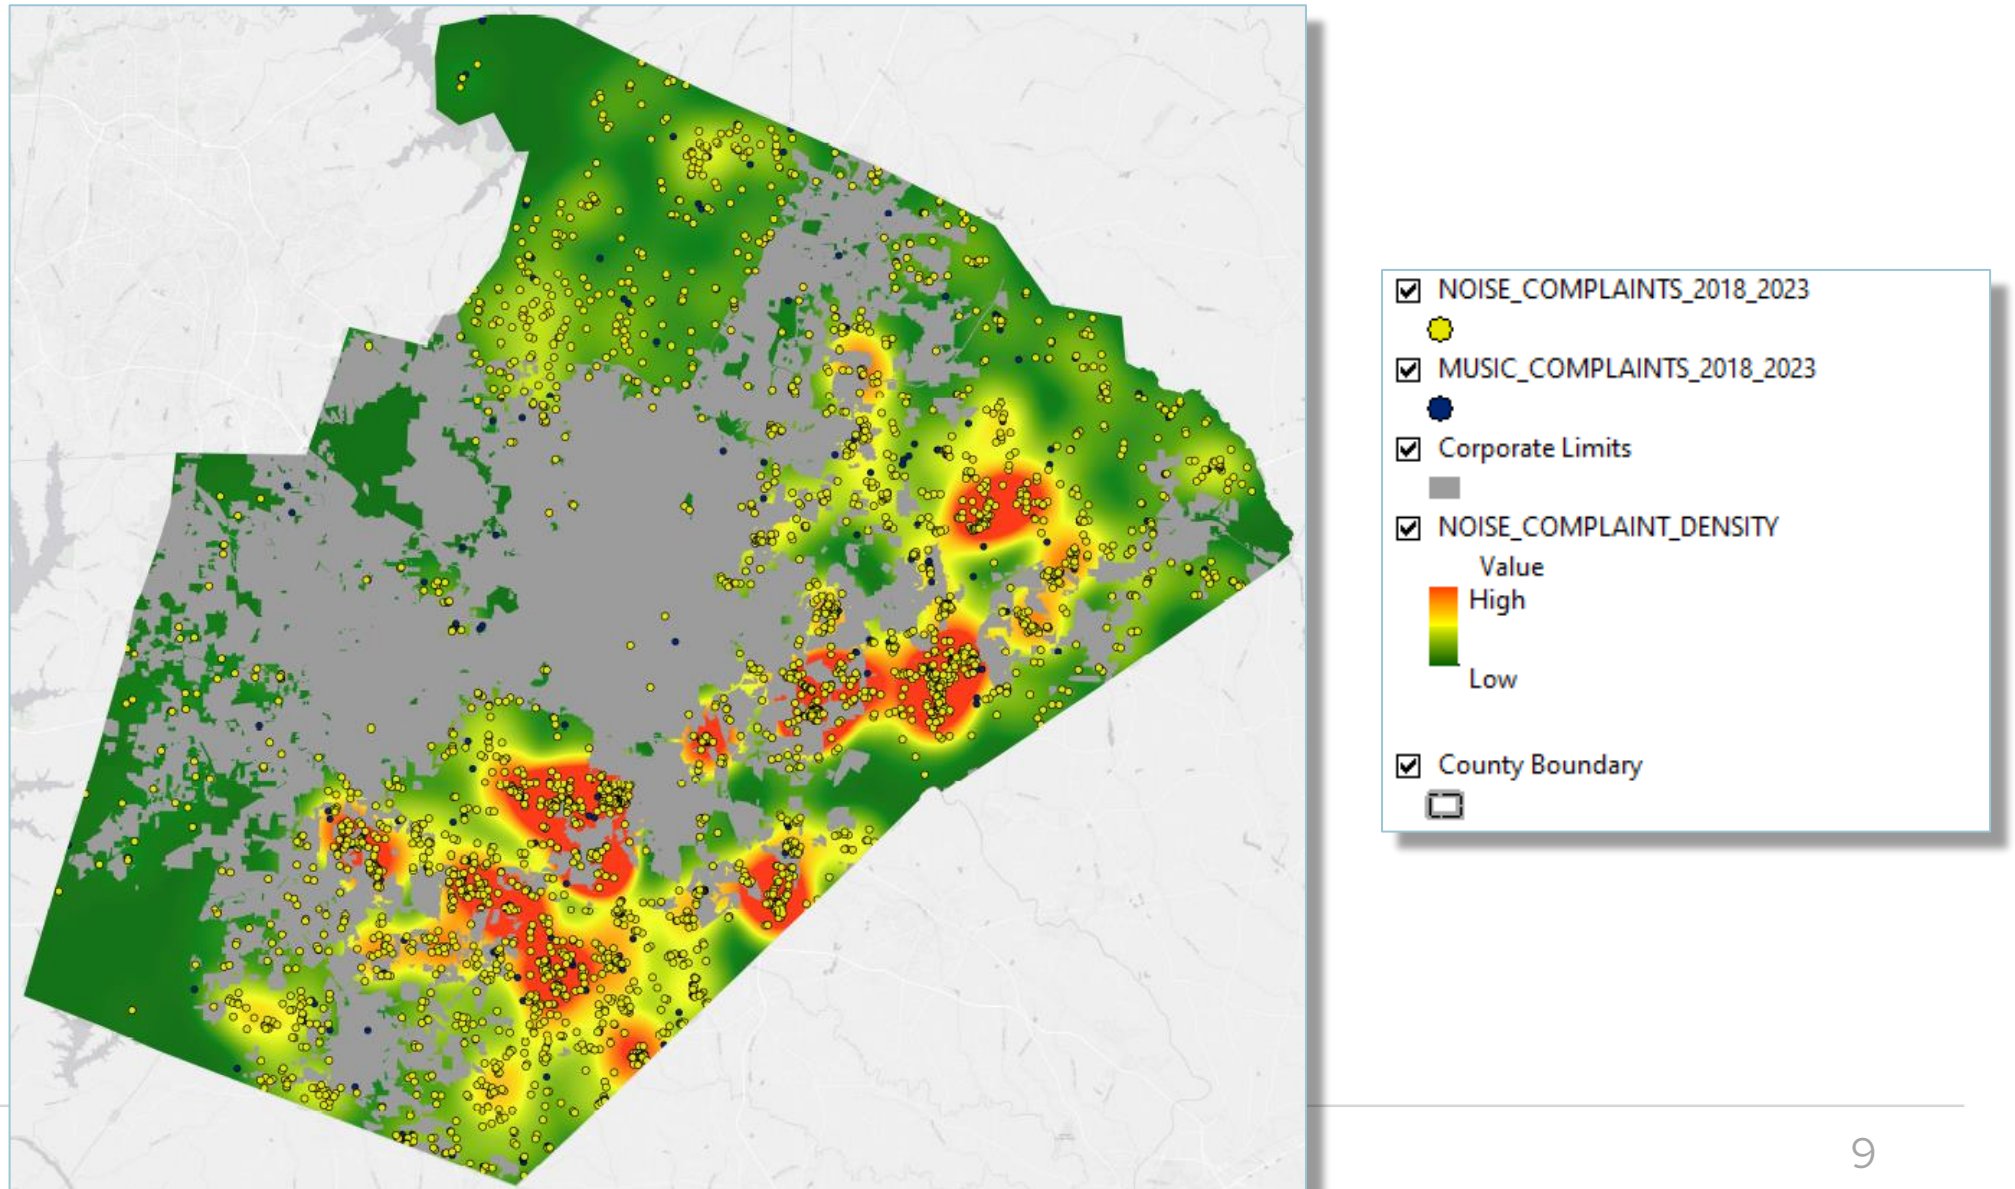 NOISE_COMPLAINTS_2018_2023
MUSIC_COMPLAINTS_2018_2023
Corporate Limits
NOISE_COMPLAINT_DENSITY
Value
High
Low
County Boundary
9